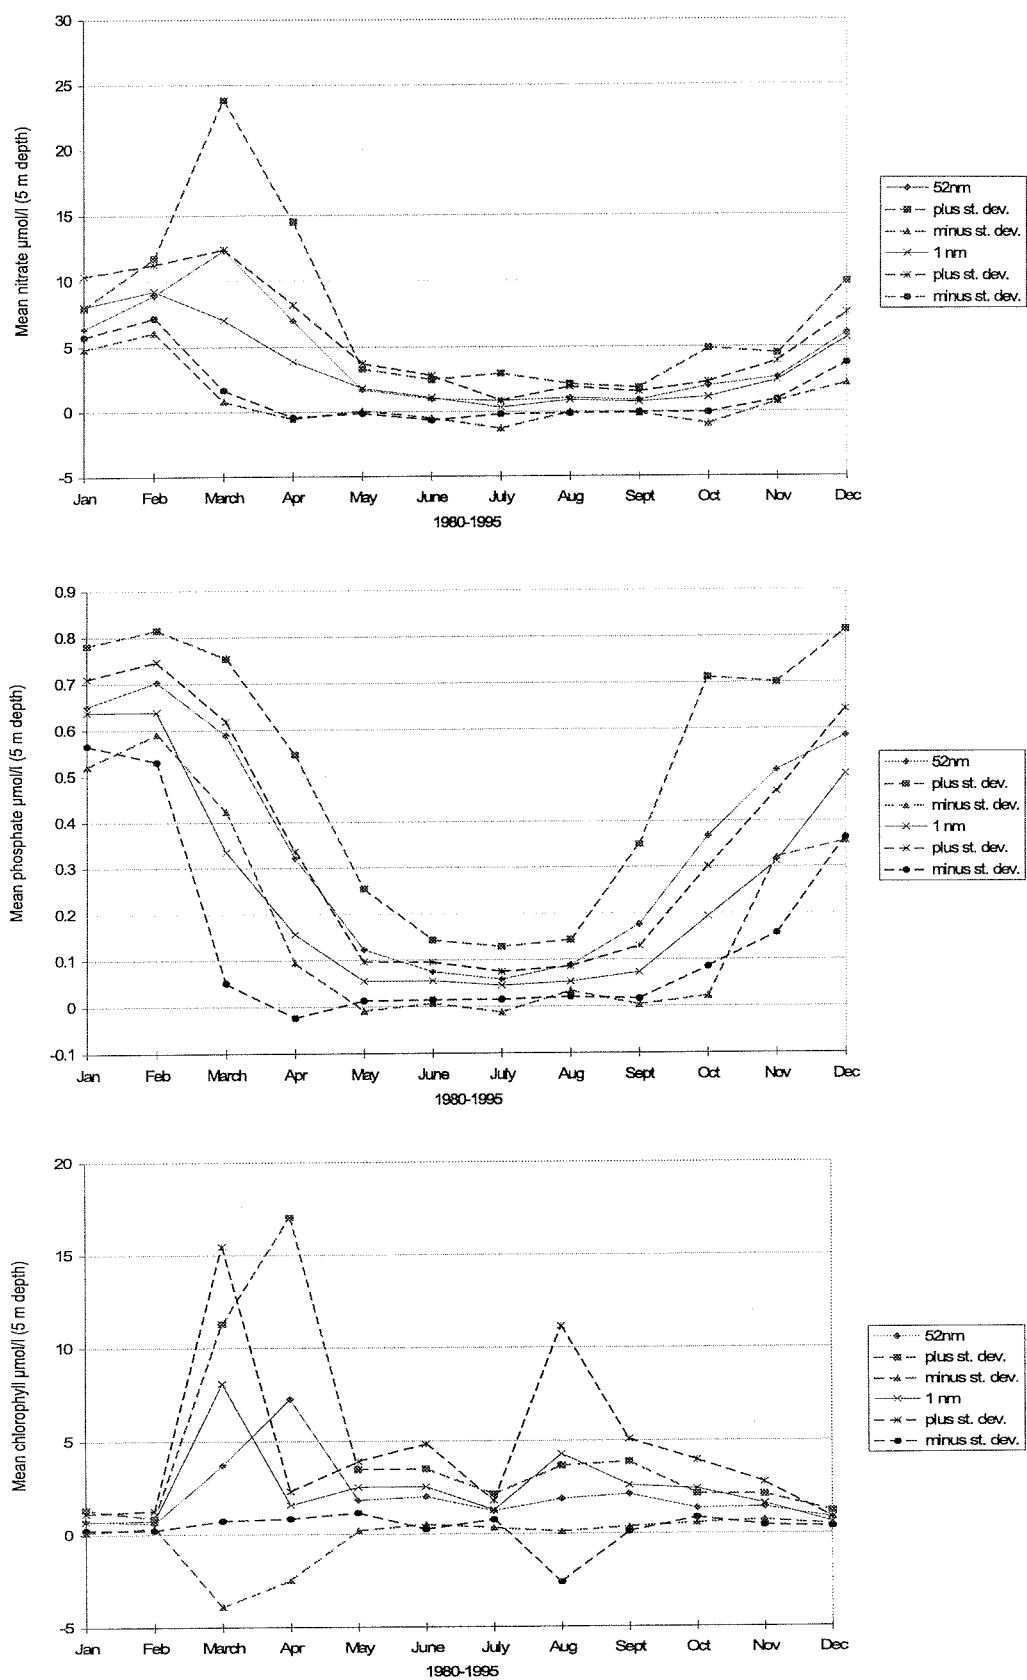 30
25
20
15
10
5
0
-5
Mean nitrate µmol/l (5 m depth)
Jan Feb March Apr May June July Aug Sept Oct Nov Dec
1980-1995
52nm
plus st. dev.
minus st. dev.
1 nm
plus st. dev.
minus st. dev.
0.9
0.8
0.7
0.6
0.5
0.4
0.3
0.2
0.1
0
-0.1
Mean phosphate µmol/l (5 m depth)
Jan Feb March Apr May June July Aug Sept Oct Nov Dec
1980-1995
52nm
plus st. dev.
minus st. dev.
1 nm
plus st. dev.
minus st. dev.
20
15
10
5
0
-5
Mean chlorophyll µmol/l (5 m depth)
Jan Feb March Apr May June July Aug Sept Oct Nov Dec
1980-1995
52nm
plus st. dev.
minus st. dev.
1 nm
plus st. dev.
minus st. dev.